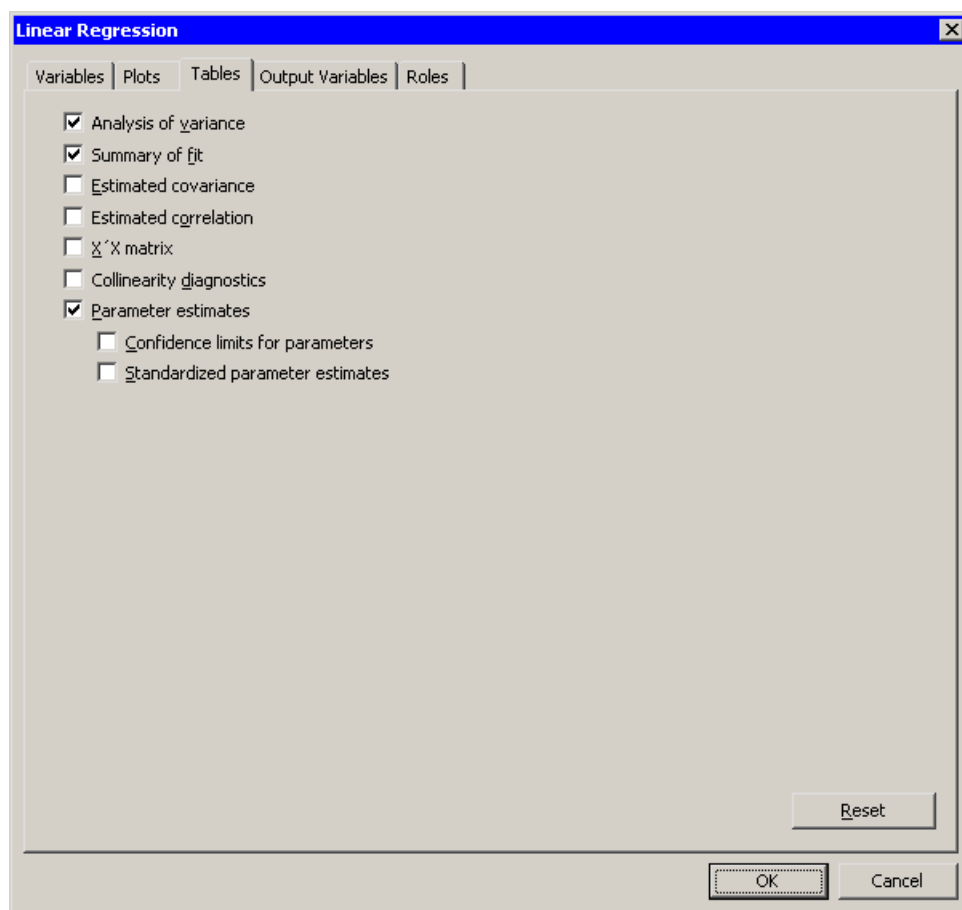 Linear Regression
Variables Plots Tables Output Variables Roles
Analysis of variance
Summary of fit
Estimated covariance
Estimated correlation
X´X matrix
Collinearity diagnostics
Parameter estimates
Confidence limits for parameters
Standardized parameter estimates
Reset
OK Cancel